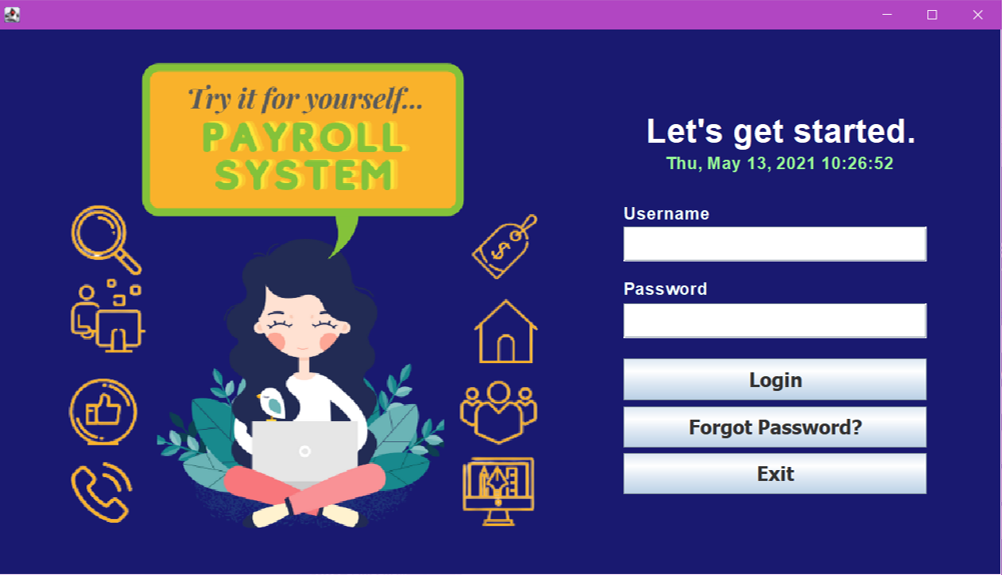 Try it for yourself...
PAYROLL
SYSTEM
Let's get started.
Thu, May 13, 2021 10:26:52
Username
Password
Login
Forgot Password?
Exit